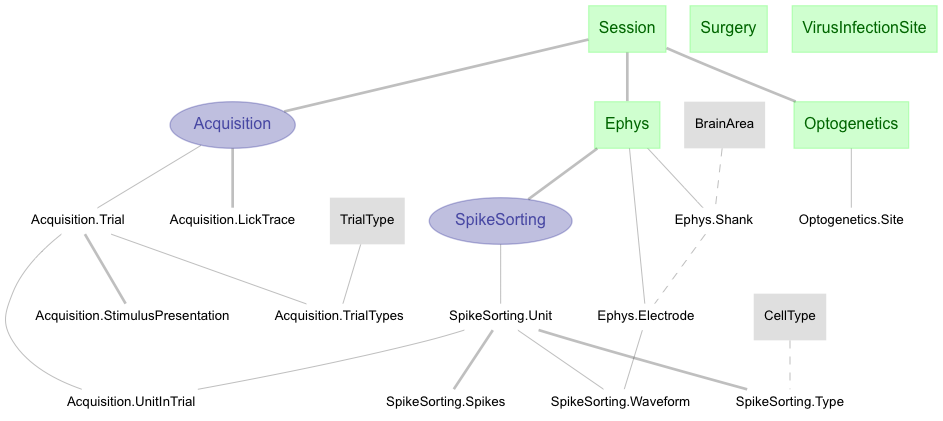 Session
Surgery
VirusInfectionSite
Acquisition
Ephys
BrainArea
Optogenetics
Acquisition.Trial
Acquisition.LickTrace
TrialType
SpikeSorting
Ephys.Shank
Optogenetics.Site
Acquisition.StimulusPresentation
Acquisition.TrialTypes
SpikeSorting.Unit
Ephys.Electrode
CellType
Acquisition.UnitInTrial
SpikeSorting.Spikes
SpikeSorting.Waveform
SpikeSorting.Type